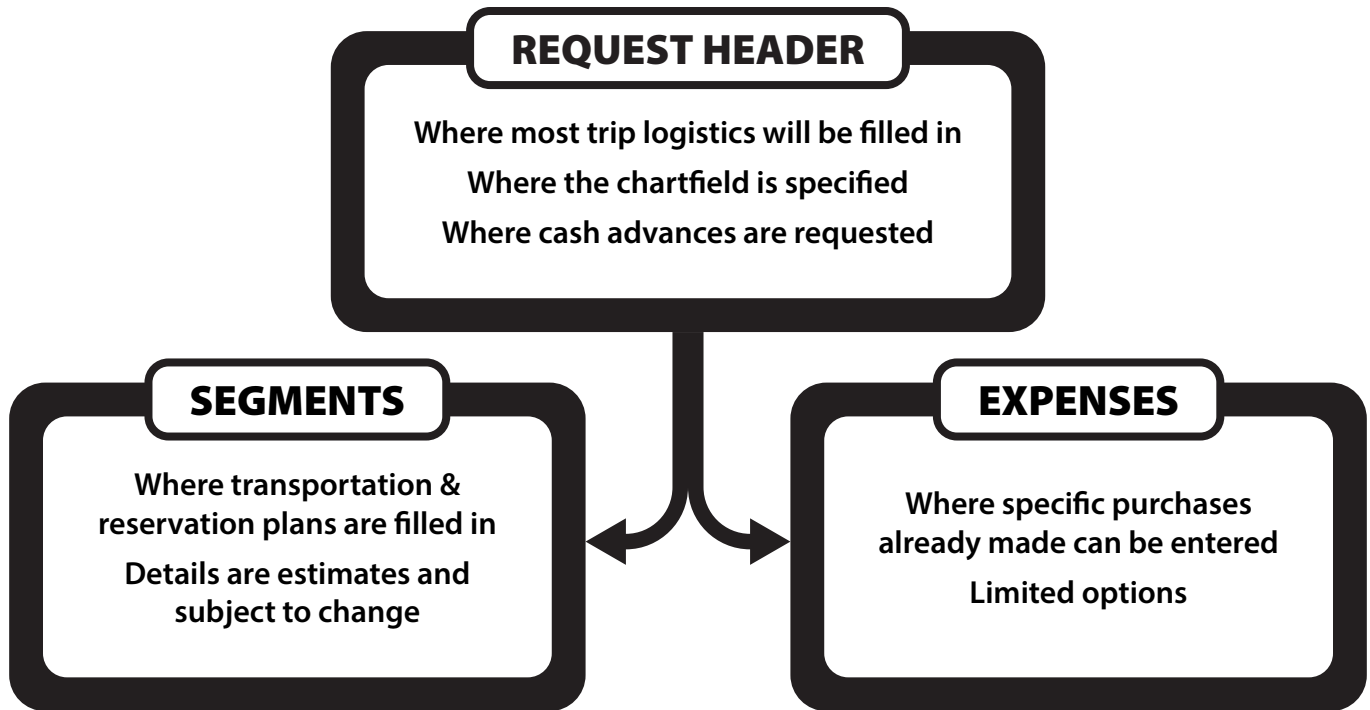 REQUEST HEADER
Where most trip logistics will be filled in
Where the chartfield is specified
Where cash advances are requested
SEGMENTS
Where transportation &
reservation plans are filled in
Details are estimates and
subject to change
EXPENSES
Where specific purchases
already made can be entered
Limited options